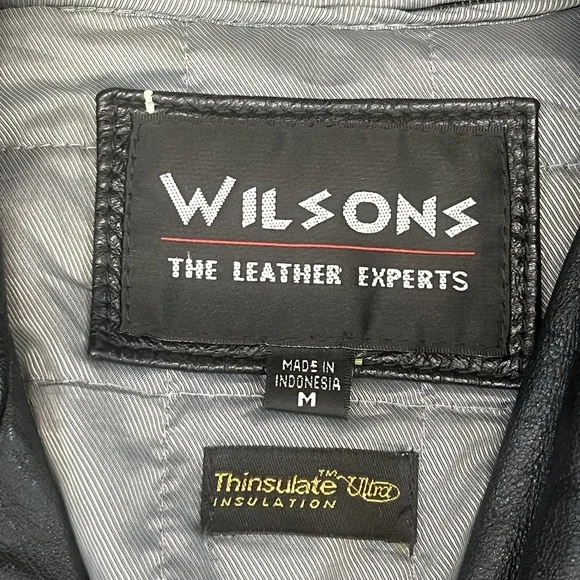 WILSONS
THE LEATHER EXPERTS
MADE IN
INDONESIA
M
Thinsulate™ Ultra
INSULATION